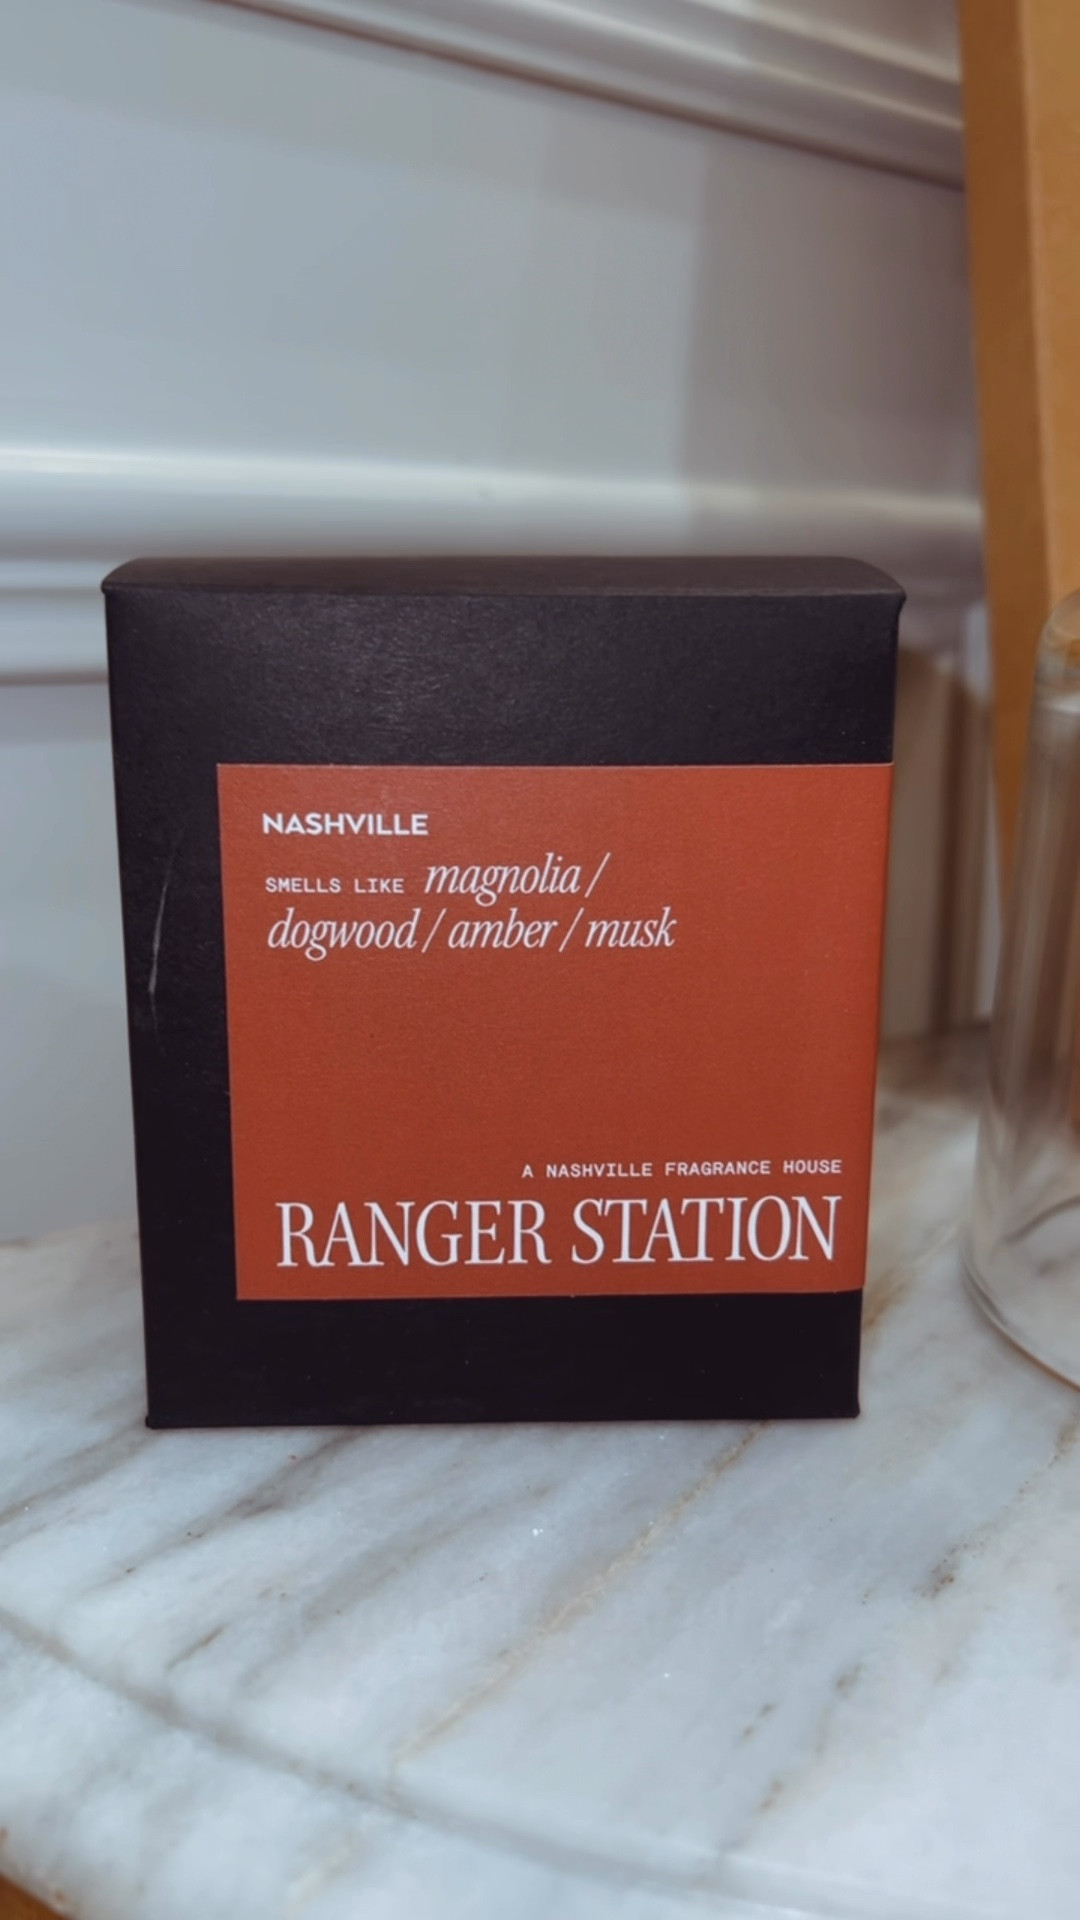 NASHVILLE
SMELLS LIKE magnolia /
dogwood / amber / musk
A NASHVILLE FRAGRANCE HOUSE
RANGER STATION